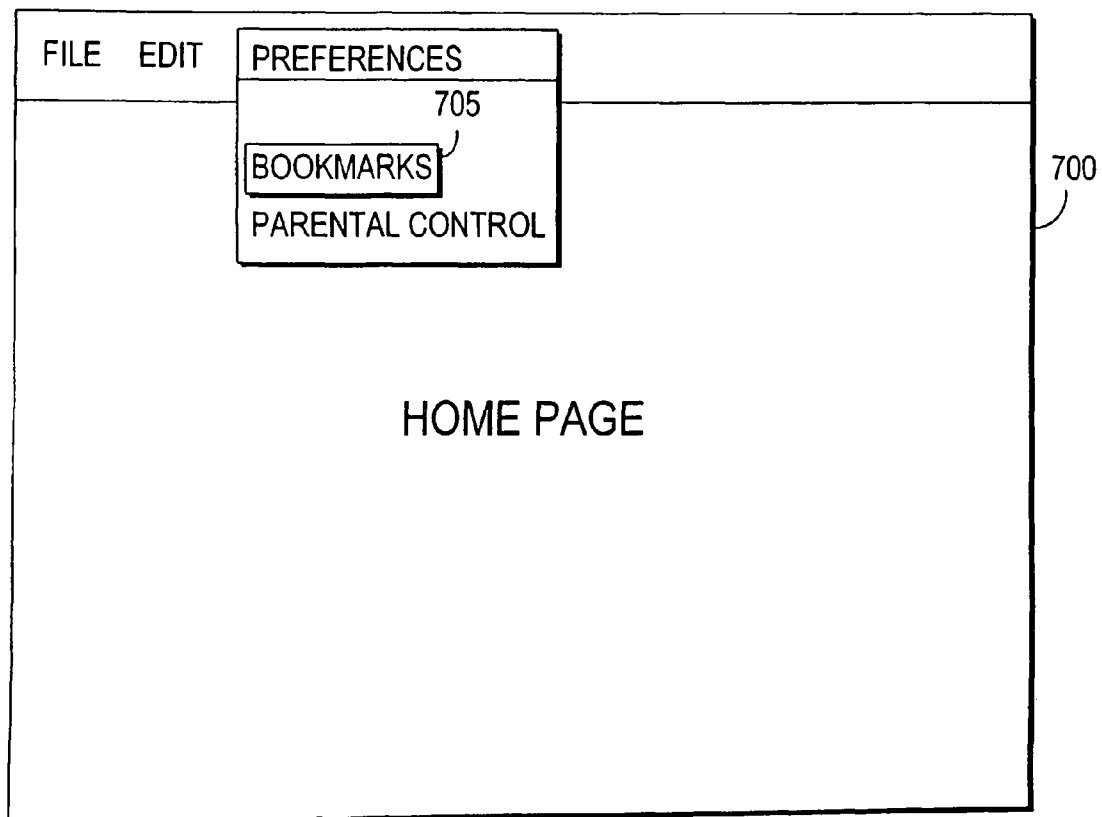 FILE EDIT PREFERENCES
705
BOOKMARKS
700
PARENTAL CONTROL
HOME PAGE